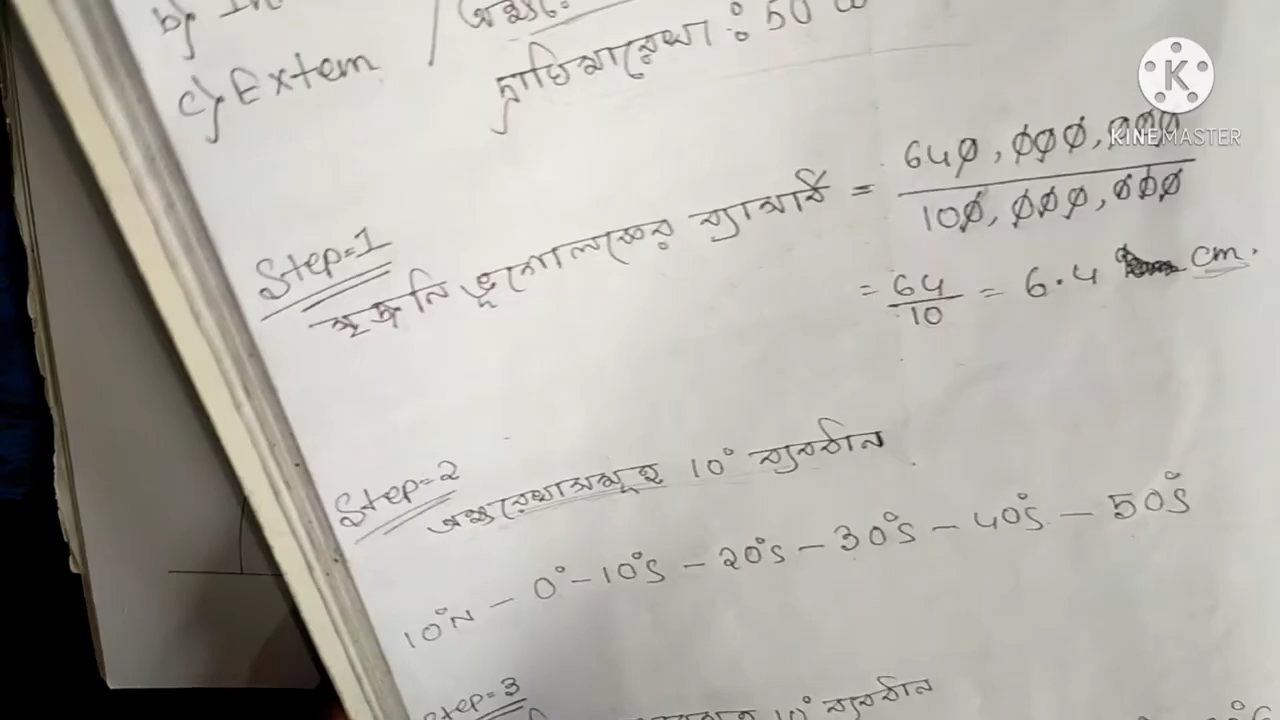 b) In
c) Extem
দ্রাঘিমারেখা : 50
K
KINEMASTER
Step=1
সৃজনি ভূগোলকের ব্যাসার্ধ = 640,000,000 / 100,000,000
= 64/10 = 6.4 cm.
Step=2
অক্ষরেখাসমূহ 10° ব্যবধান
10°N – 0° – 10°S – 20°S – 30°S – 40°S – 50°S
Step=3
10° ব্যবধান